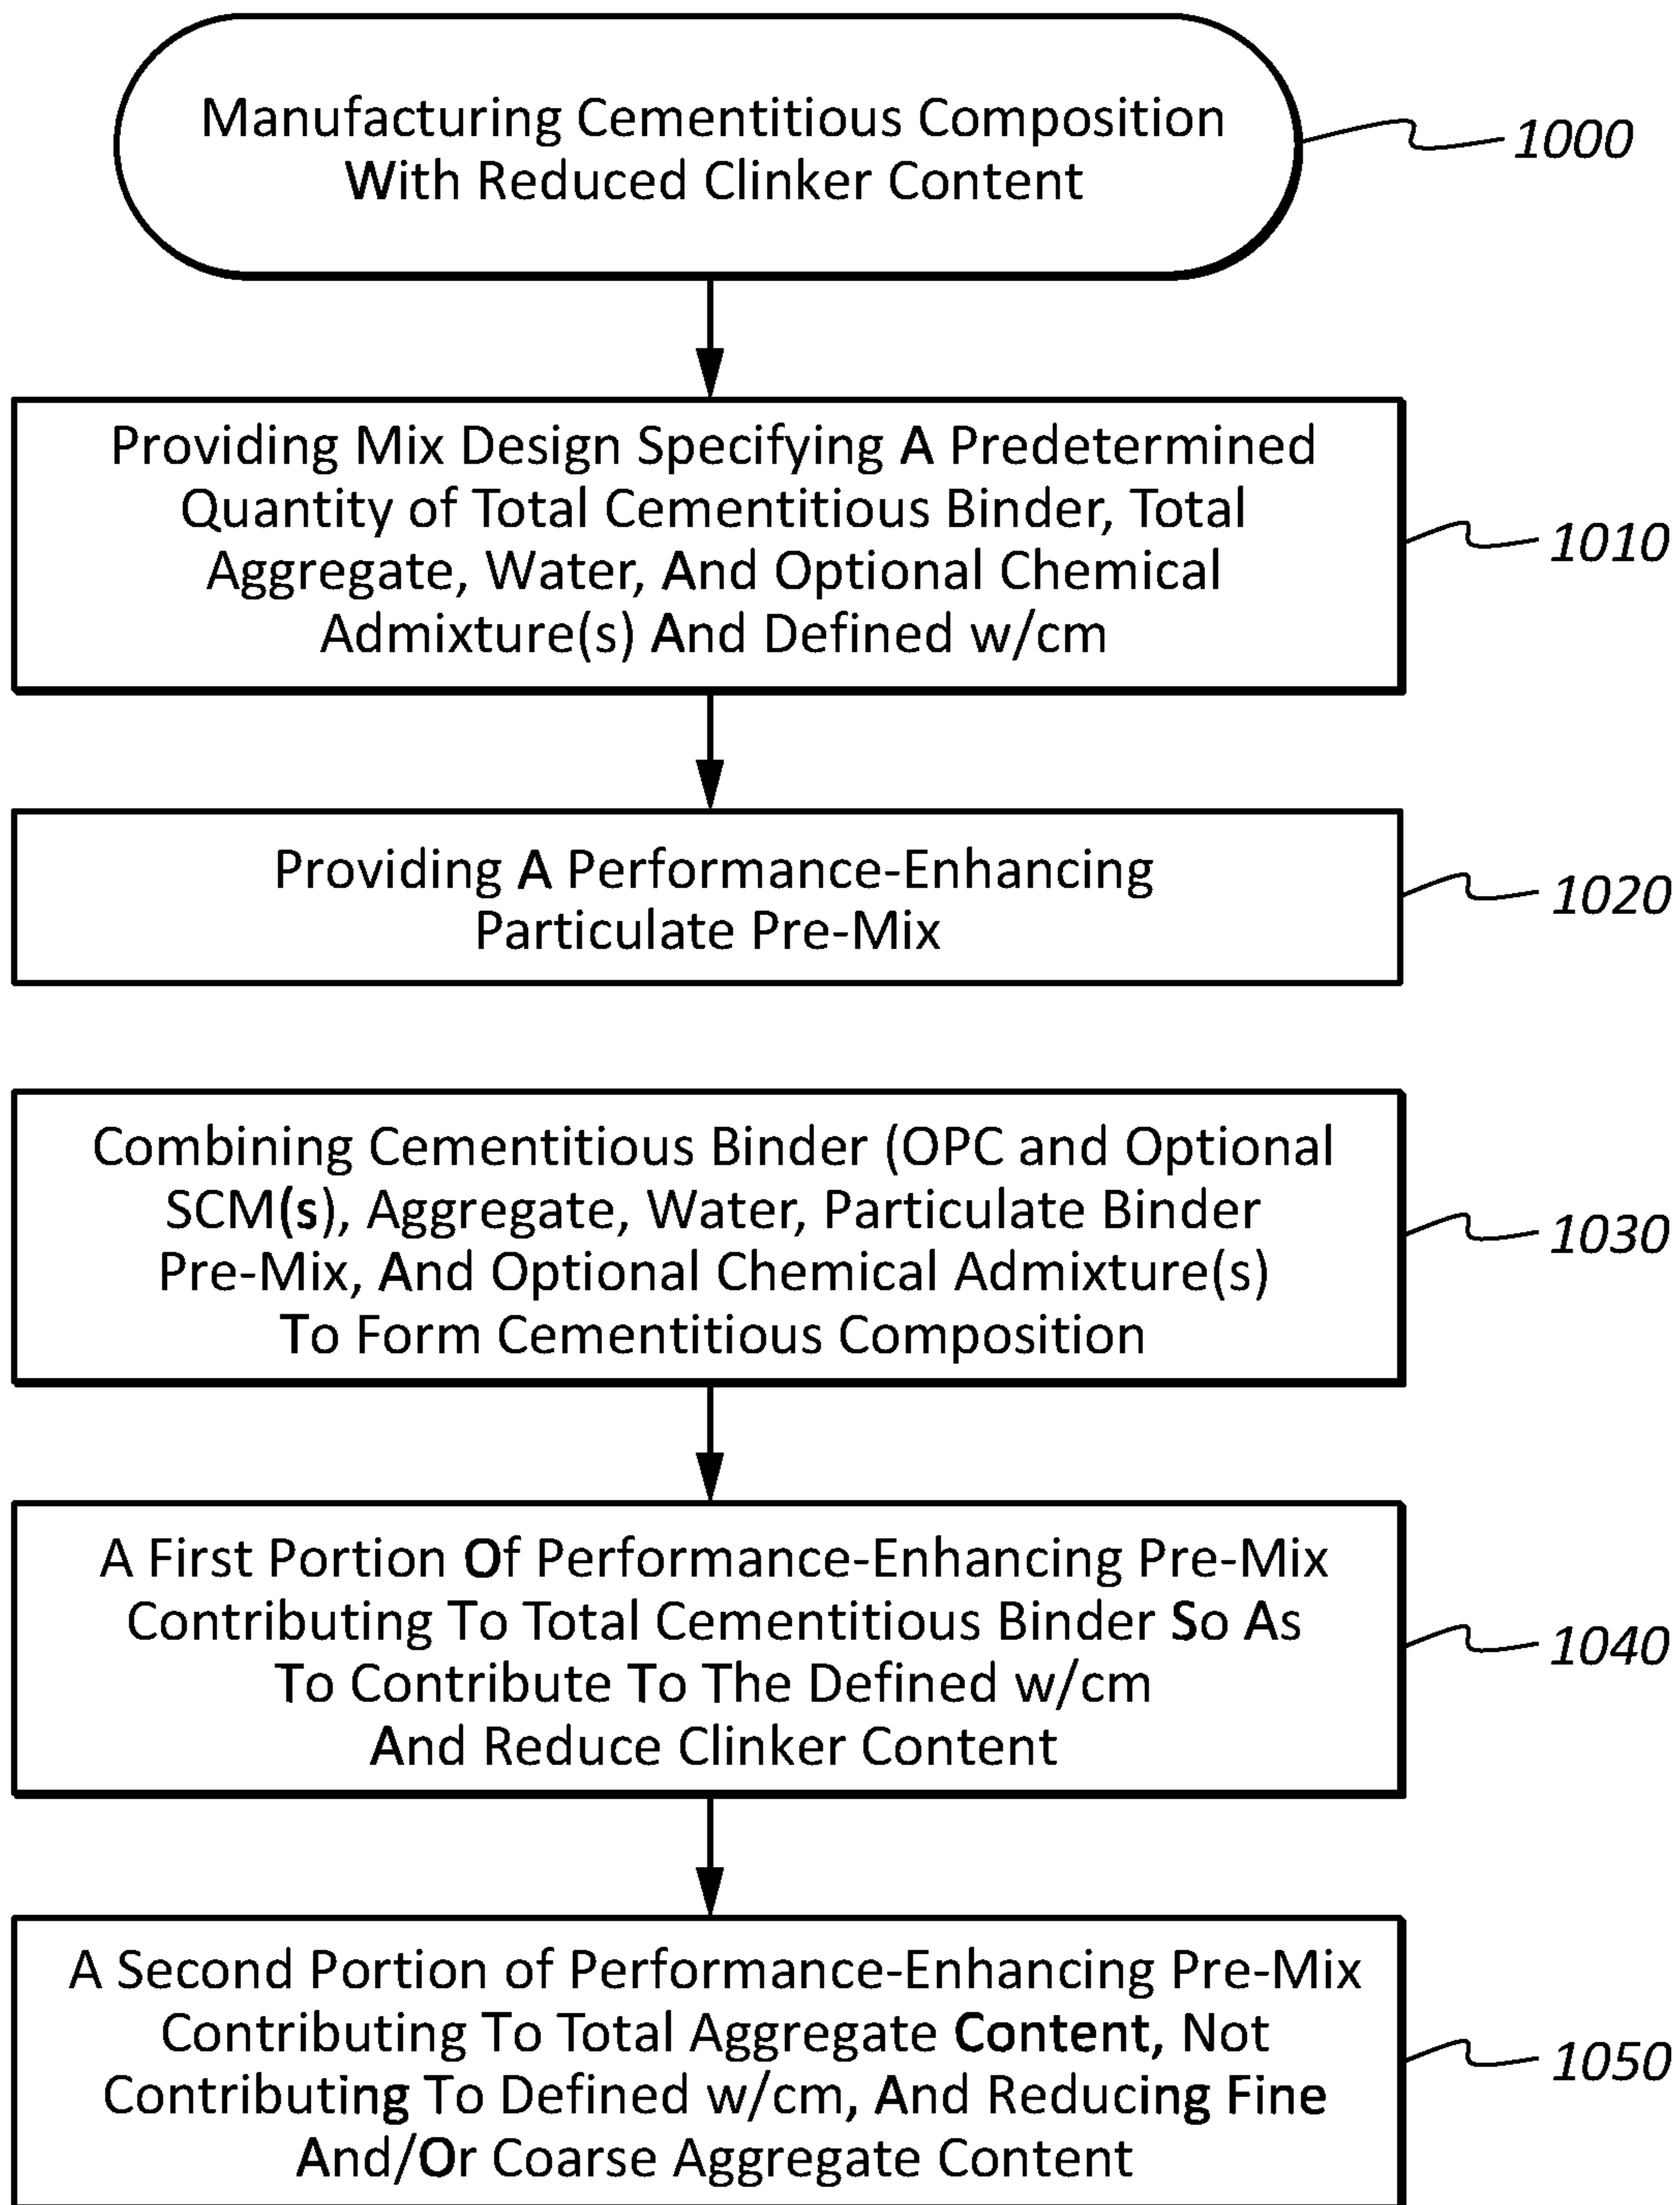 Manufacturing Cementitious Composition
With Reduced Clinker Content
1000
Providing Mix Design Specifying A Predetermined
Quantity of Total Cementitious Binder, Total
Aggregate, Water, And Optional Chemical
Admixture(s) And Defined w/cm
1010
Providing A Performance-Enhancing
Particulate Pre-Mix
1020
Combining Cementitious Binder (OPC and Optional
SCM(s), Aggregate, Water, Particulate Binder
Pre-Mix, And Optional Chemical Admixture(s)
To Form Cementitious Composition
1030
A First Portion Of Performance-Enhancing Pre-Mix
Contributing To Total Cementitious Binder So As
To Contribute To The Defined w/cm
And Reduce Clinker Content
1040
A Second Portion of Performance-Enhancing Pre-Mix
Contributing To Total Aggregate Content, Not
Contributing To Defined w/cm, And Reducing Fine
And/Or Coarse Aggregate Content
1050